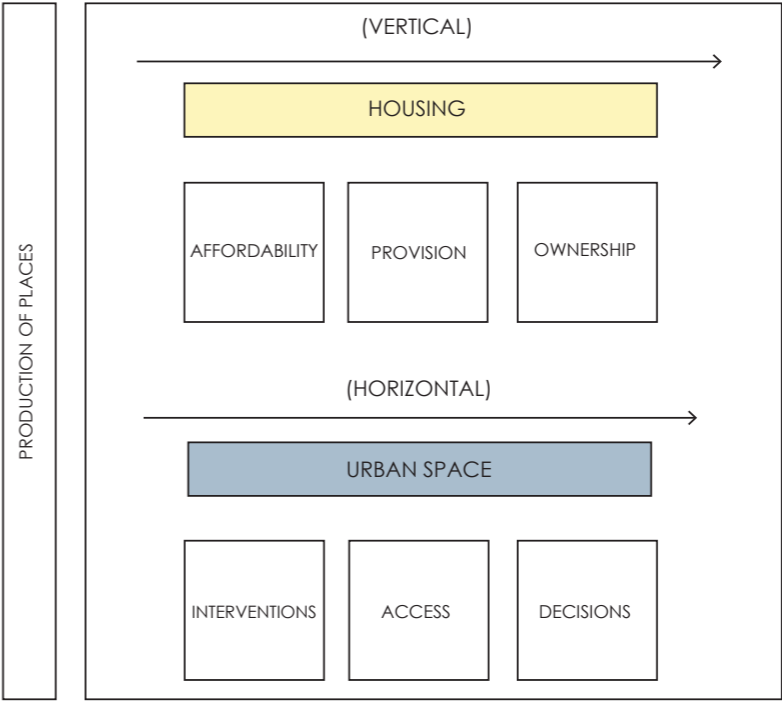 PRODUCTION OF PLACES
(VERTICAL)
HOUSING
AFFORDABILITY
PROVISION
OWNERSHIP
(HORIZONTAL)
URBAN SPACE
INTERVENTIONS
ACCESS
DECISIONS